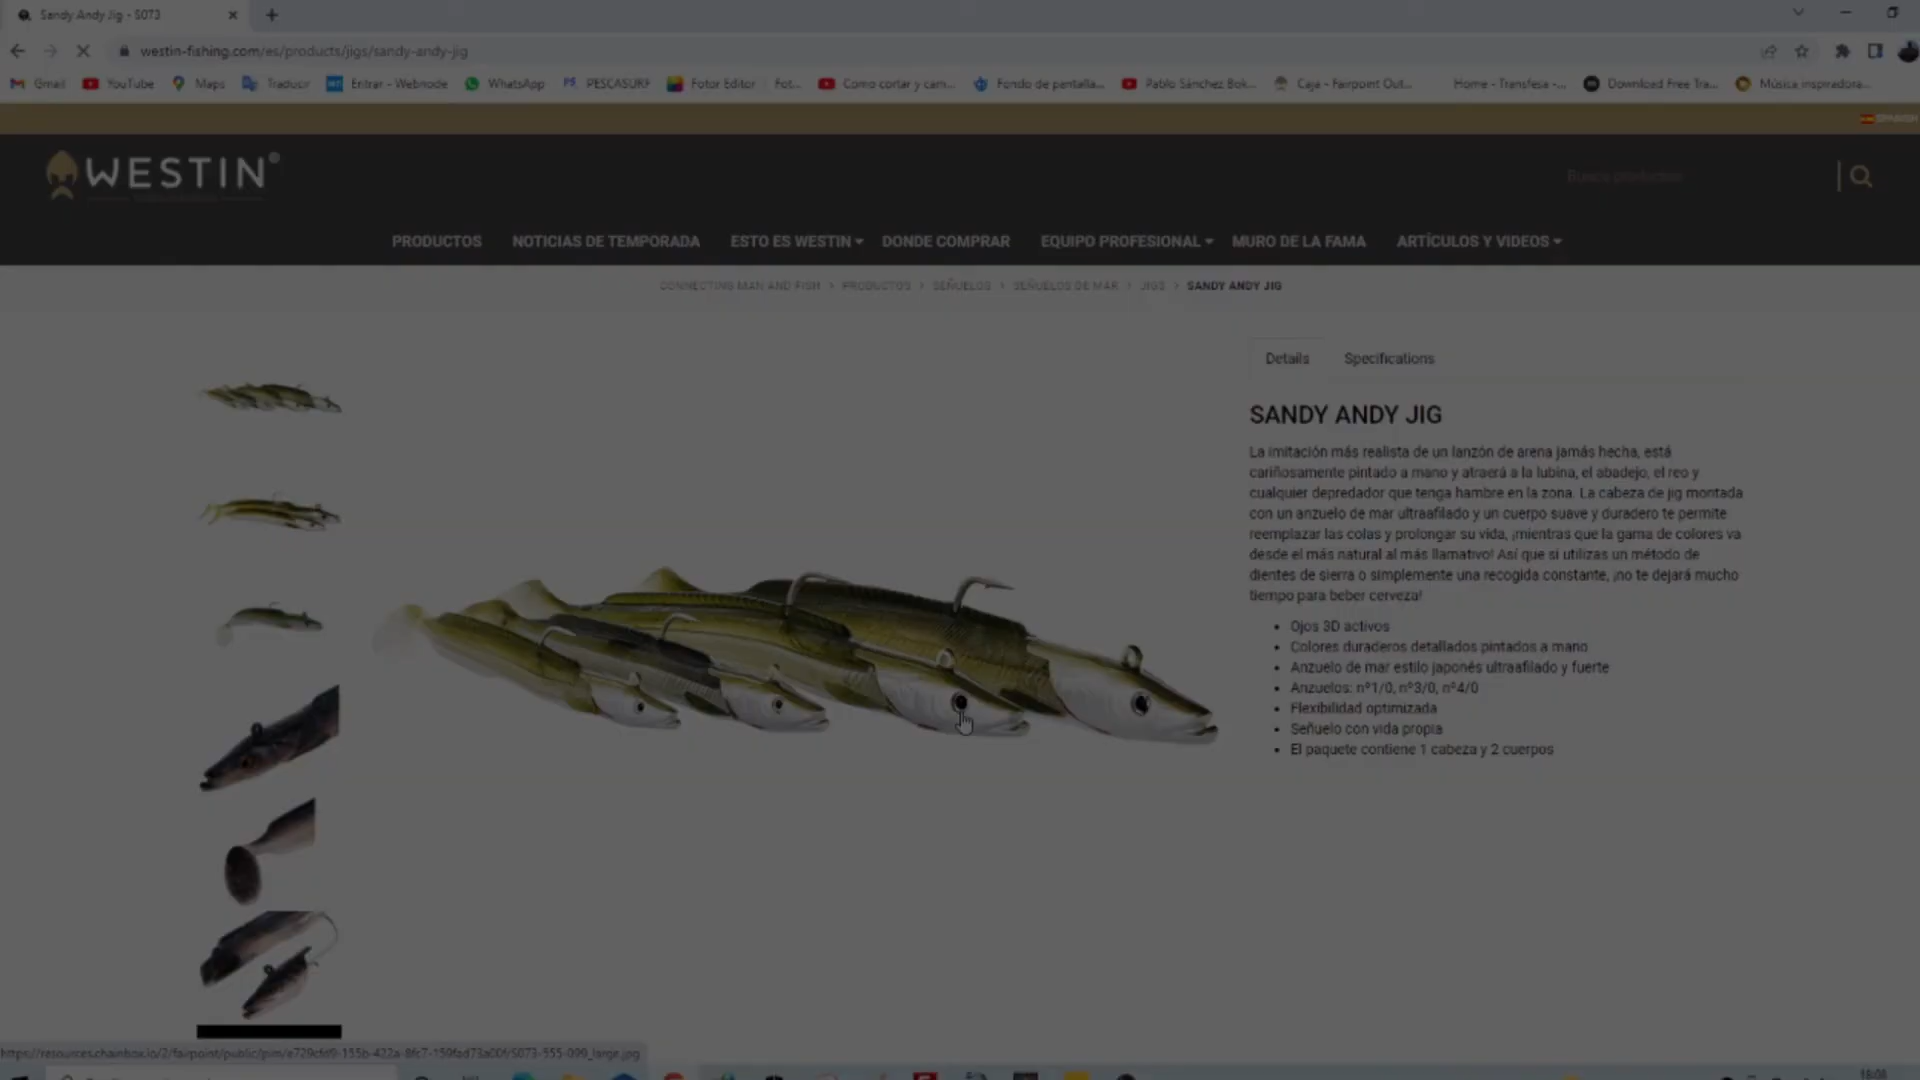 Sandy Andy Jig - S073
westin-fishing.com/es/products/jigs/sandy-andy-jig
Gmail YouTube Maps Traducir Entrar - Webnode WhatsApp PESCASURF Fotor Editor | Fot... Como cortar y cam... Fondo de pantalla... Pablo Sánchez Bok... Caja - Fairpoint Out... Home - Transfesa -... Download Free Tra... Música inspiradora...
SPANISH
WESTIN®
Busca productos
PRODUCTOS NOTICIAS DE TEMPORADA ESTO ES WESTIN DONDE COMPRAR EQUIPO PROFESIONAL MURO DE LA FAMA ARTÍCULOS Y VIDEOS
CONNECTING MAN AND FISH > PRODUCTOS > SEÑUELOS > SEÑUELOS DE MAR > JIGS > SANDY ANDY JIG
Details Specifications
SANDY ANDY JIG
La imitación más realista de un lanzón de arena jamás hecha, está
cariñosamente pintado a mano y atraerá a la lubina, el abadejo, el reo y
cualquier depredador que tenga hambre en la zona. La cabeza de jig montada
con un anzuelo de mar ultraafilado y un cuerpo suave y duradero te permite
reemplazar las colas y prolongar su vida, ¡mientras que la gama de colores va
desde el más natural al más llamativo! Así que si utilizas un método de
dientes de sierra o simplemente una recogida constante, ¡no te dejará mucho
tiempo para beber cerveza!
• Ojos 3D activos
• Colores duraderos detallados pintados a mano
• Anzuelo de mar estilo japonés ultraafilado y fuerte
• Anzuelos: nº1/0, nº3/0, nº4/0
• Flexibilidad optimizada
• Señuelo con vida propia
• El paquete contiene 1 cabeza y 2 cuerpos
https://resources.chainbox.io/2/fairpoint/public/pim/e729cfd9-155b-422a-8fc7-159fad73a00f/S073-555-099_large.jpg
18:08